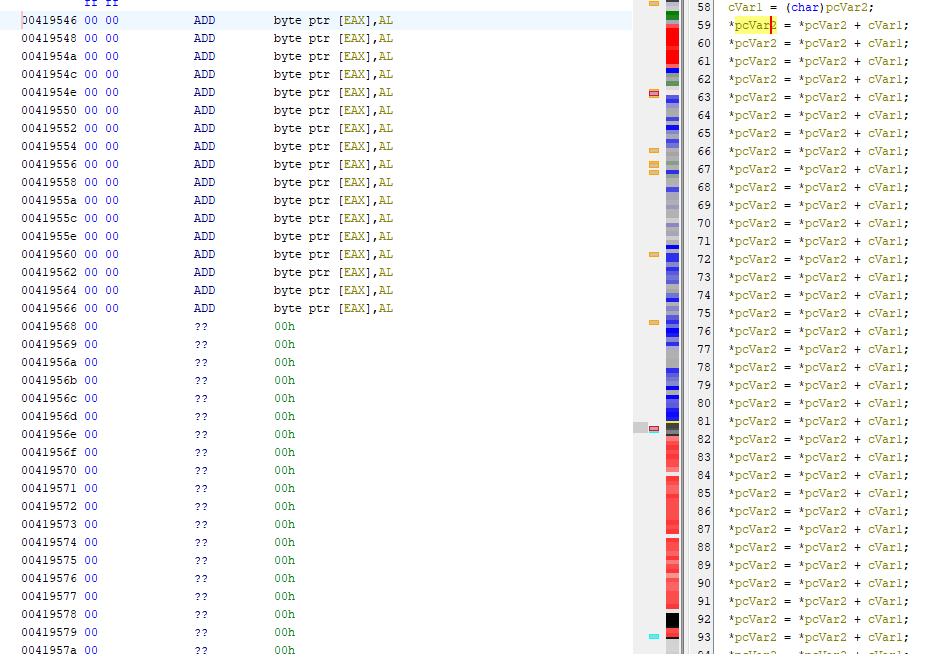 ff ff
00419546 00 00 ADD byte ptr [EAX],AL
00419548 00 00 ADD byte ptr [EAX],AL
0041954a 00 00 ADD byte ptr [EAX],AL
0041954c 00 00 ADD byte ptr [EAX],AL
0041954e 00 00 ADD byte ptr [EAX],AL
00419550 00 00 ADD byte ptr [EAX],AL
00419552 00 00 ADD byte ptr [EAX],AL
00419554 00 00 ADD byte ptr [EAX],AL
00419556 00 00 ADD byte ptr [EAX],AL
00419558 00 00 ADD byte ptr [EAX],AL
0041955a 00 00 ADD byte ptr [EAX],AL
0041955c 00 00 ADD byte ptr [EAX],AL
0041955e 00 00 ADD byte ptr [EAX],AL
00419560 00 00 ADD byte ptr [EAX],AL
00419562 00 00 ADD byte ptr [EAX],AL
00419564 00 00 ADD byte ptr [EAX],AL
00419566 00 00 ADD byte ptr [EAX],AL
00419568 00 ?? 00h
00419569 00 ?? 00h
0041956a 00 ?? 00h
0041956b 00 ?? 00h
0041956c 00 ?? 00h
0041956d 00 ?? 00h
0041956e 00 ?? 00h
0041956f 00 ?? 00h
00419570 00 ?? 00h
00419571 00 ?? 00h
00419572 00 ?? 00h
00419573 00 ?? 00h
00419574 00 ?? 00h
00419575 00 ?? 00h
00419576 00 ?? 00h
00419577 00 ?? 00h
00419578 00 ?? 00h
00419579 00 ?? 00h
0041957a 00 ?? 00h
58 cVar1 = (char)pcVar2;
59 *pcVar2 = *pcVar2 + cVar1;
60 *pcVar2 = *pcVar2 + cVar1;
61 *pcVar2 = *pcVar2 + cVar1;
62 *pcVar2 = *pcVar2 + cVar1;
63 *pcVar2 = *pcVar2 + cVar1;
64 *pcVar2 = *pcVar2 + cVar1;
65 *pcVar2 = *pcVar2 + cVar1;
66 *pcVar2 = *pcVar2 + cVar1;
67 *pcVar2 = *pcVar2 + cVar1;
68 *pcVar2 = *pcVar2 + cVar1;
69 *pcVar2 = *pcVar2 + cVar1;
70 *pcVar2 = *pcVar2 + cVar1;
71 *pcVar2 = *pcVar2 + cVar1;
72 *pcVar2 = *pcVar2 + cVar1;
73 *pcVar2 = *pcVar2 + cVar1;
74 *pcVar2 = *pcVar2 + cVar1;
75 *pcVar2 = *pcVar2 + cVar1;
76 *pcVar2 = *pcVar2 + cVar1;
77 *pcVar2 = *pcVar2 + cVar1;
78 *pcVar2 = *pcVar2 + cVar1;
79 *pcVar2 = *pcVar2 + cVar1;
80 *pcVar2 = *pcVar2 + cVar1;
81 *pcVar2 = *pcVar2 + cVar1;
82 *pcVar2 = *pcVar2 + cVar1;
83 *pcVar2 = *pcVar2 + cVar1;
84 *pcVar2 = *pcVar2 + cVar1;
85 *pcVar2 = *pcVar2 + cVar1;
86 *pcVar2 = *pcVar2 + cVar1;
87 *pcVar2 = *pcVar2 + cVar1;
88 *pcVar2 = *pcVar2 + cVar1;
89 *pcVar2 = *pcVar2 + cVar1;
90 *pcVar2 = *pcVar2 + cVar1;
91 *pcVar2 = *pcVar2 + cVar1;
92 *pcVar2 = *pcVar2 + cVar1;
93 *pcVar2 = *pcVar2 + cVar1;